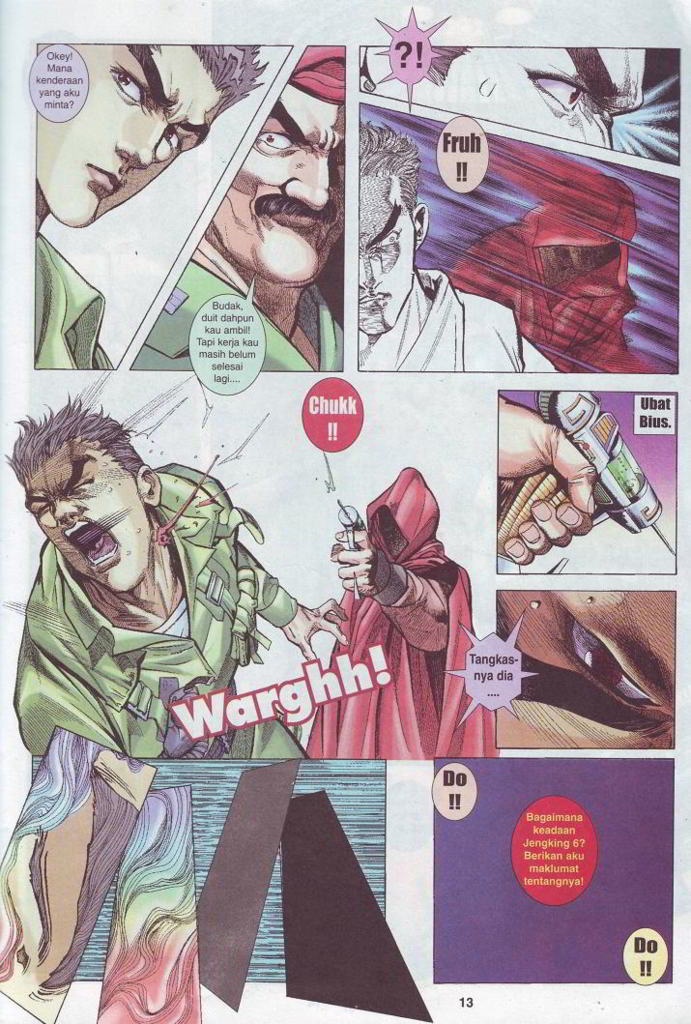 Okey!
Mana
kenderaan
yang aku
minta?
Budak,
duit dahpun
kau ambil!
Tapi kerja kau
masih belum
selesai
lagi....
?!
Fruh
!!
Chukk
!!
Warghh!
Ubat
Bius.
Tangkas-
nya dia
....
Do
!!
Bagaimana
keadaan
Jengking 6?
Berikan aku
maklumat
tentangnya!
Do
!!
13